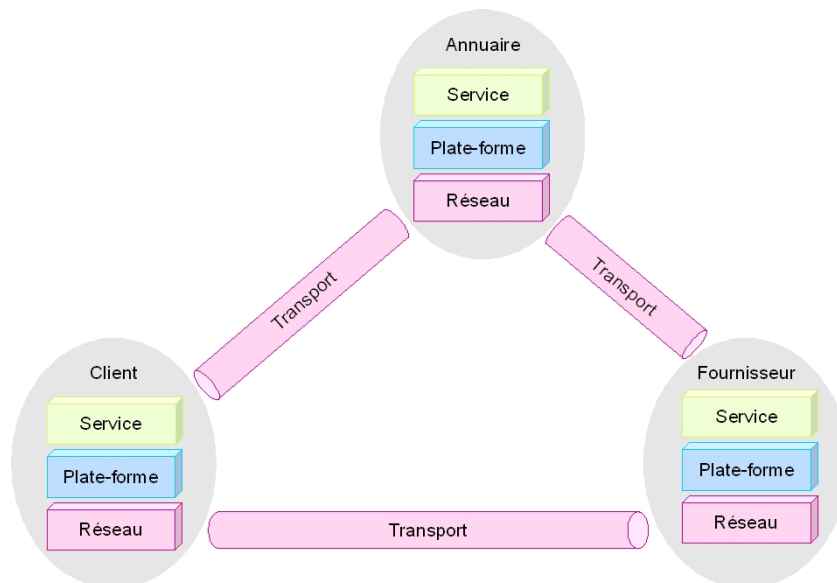 Annuaire
Service
Plate-forme
Réseau
Transport
Transport
Client
Service
Plate-forme
Réseau
Fournisseur
Service
Plate-forme
Réseau
Transport